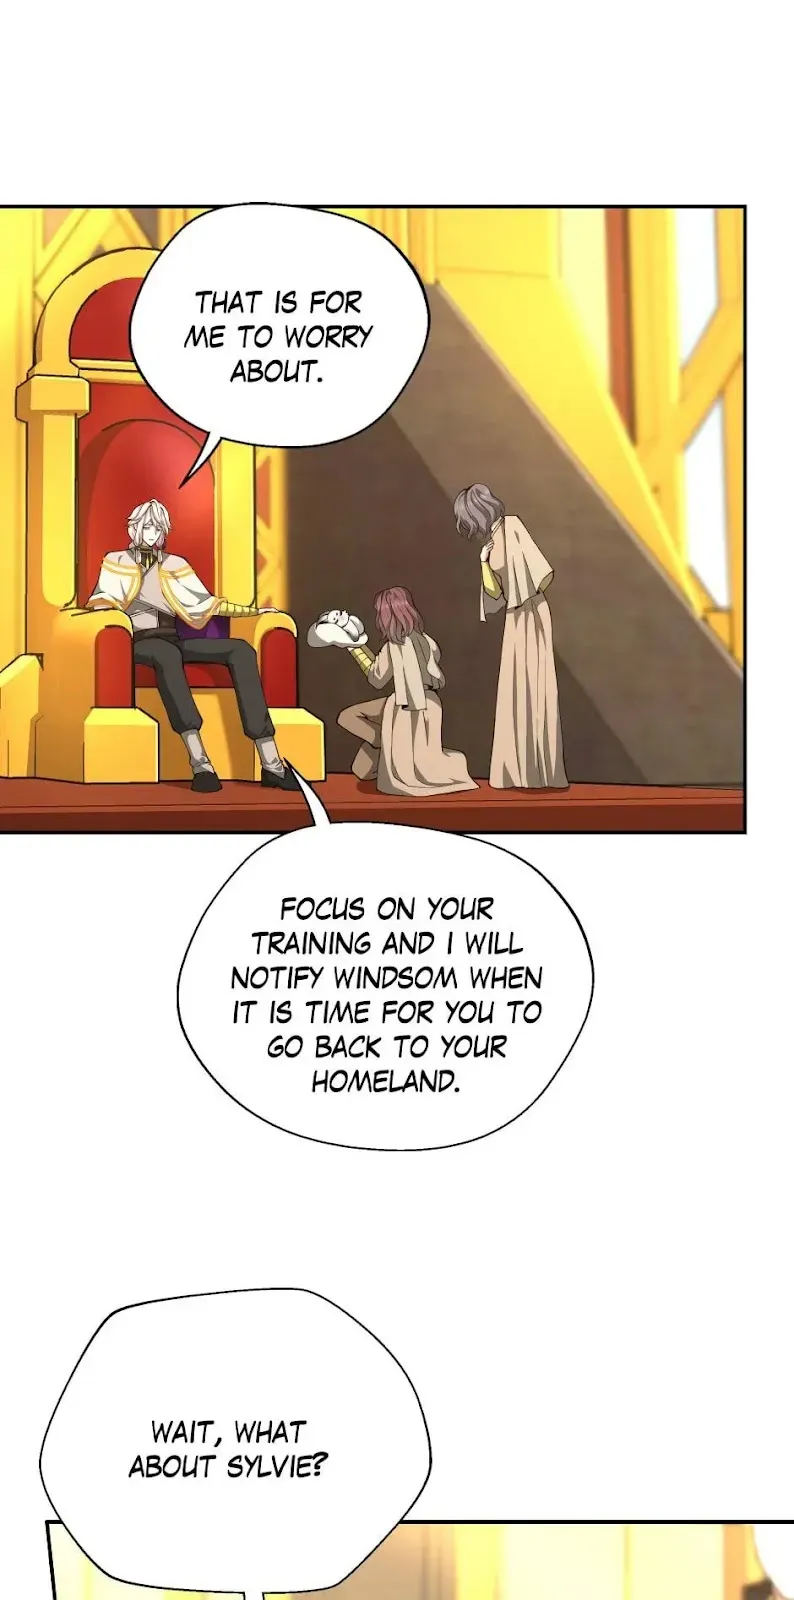 THAT IS FOR
ME TO WORRY
ABOUT.
FOCUS ON YOUR
TRAINING AND I WILL
NOTIFY WINDSOM WHEN
IT IS TIME FOR YOU TO
GO BACK TO YOUR
HOMELAND.
WAIT, WHAT
ABOUT SYLVIE?